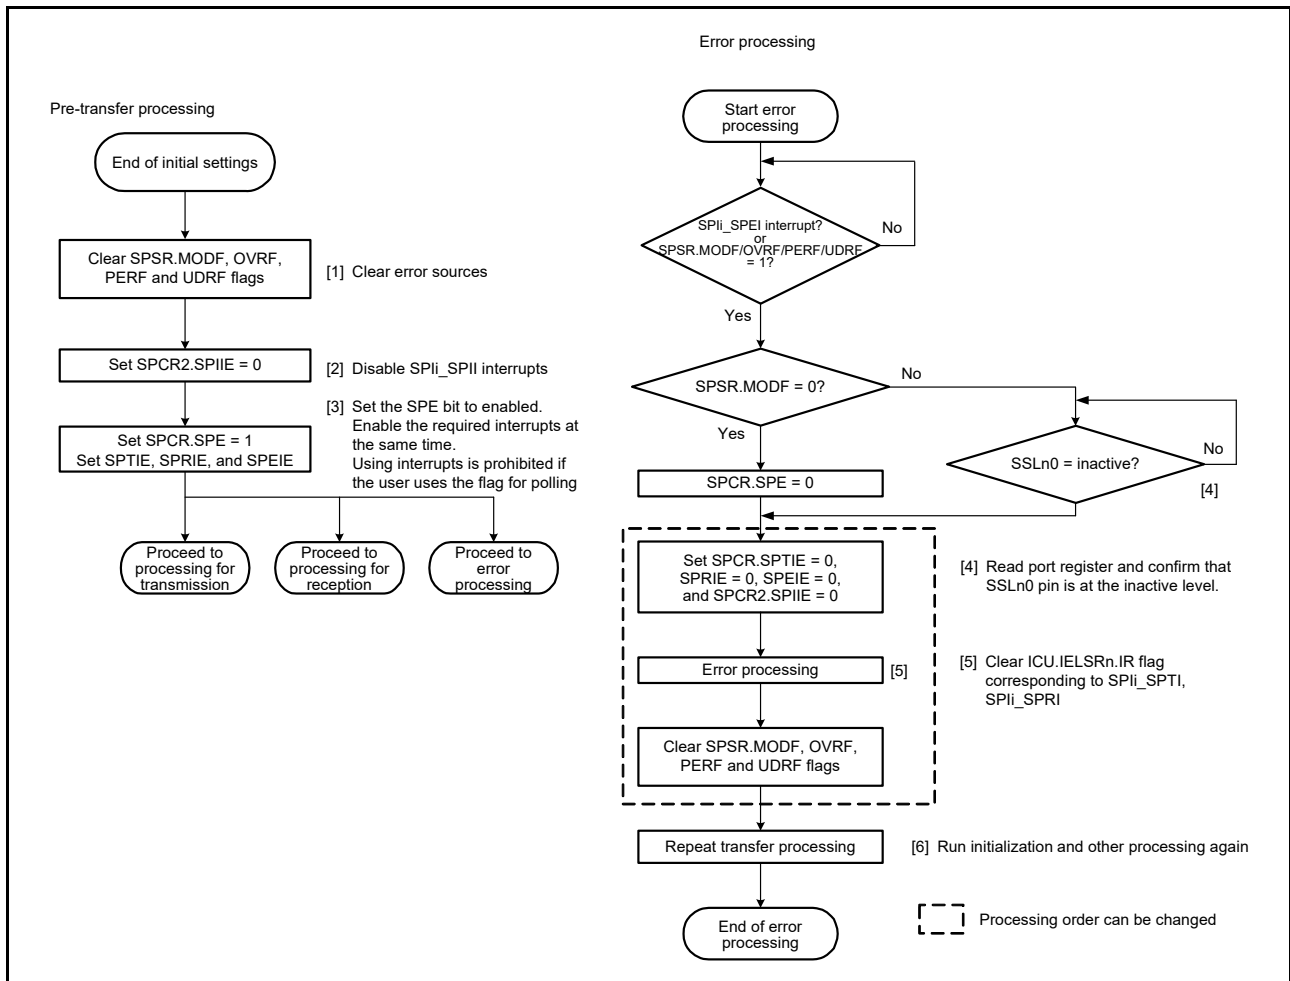 Pre-transfer processing
End of initial settings
Clear SPSR.MODF, OVRF,
PERF and UDRF flags
[1] Clear error sources
Set SPCR2.SPIIE = 0
[2] Disable SPIi_SPII interrupts
[3] Set the SPE bit to enabled.
Enable the required interrupts at
the same time.
Using interrupts is prohibited if
the user uses the flag for polling
Set SPCR.SPE = 1
Set SPTIE, SPRIE, and SPEIE
Proceed to
processing for
transmission
Proceed to
processing for
reception
Proceed to
error
processing
Error processing
Start error
processing
SPIi_SPEI interrupt?
or
SPSR.MODF/OVRF/PERF/UDRF
= 1?
No
Yes
SPSR.MODF = 0?
No
Yes
SSLn0 = inactive?
No
[4]
SPCR.SPE = 0
Set SPCR.SPTIE = 0,
SPRIE = 0, SPEIE = 0,
and SPCR2.SPIIE = 0
[4] Read port register and confirm that
SSLn0 pin is at the inactive level.
Error processing
[5]
[5] Clear ICU.IELSRn.IR flag
corresponding to SPIi_SPTI,
SPIi_SPRI
Clear SPSR.MODF, OVRF,
PERF and UDRF flags
Repeat transfer processing
[6] Run initialization and other processing again
End of error
processing
Processing order can be changed